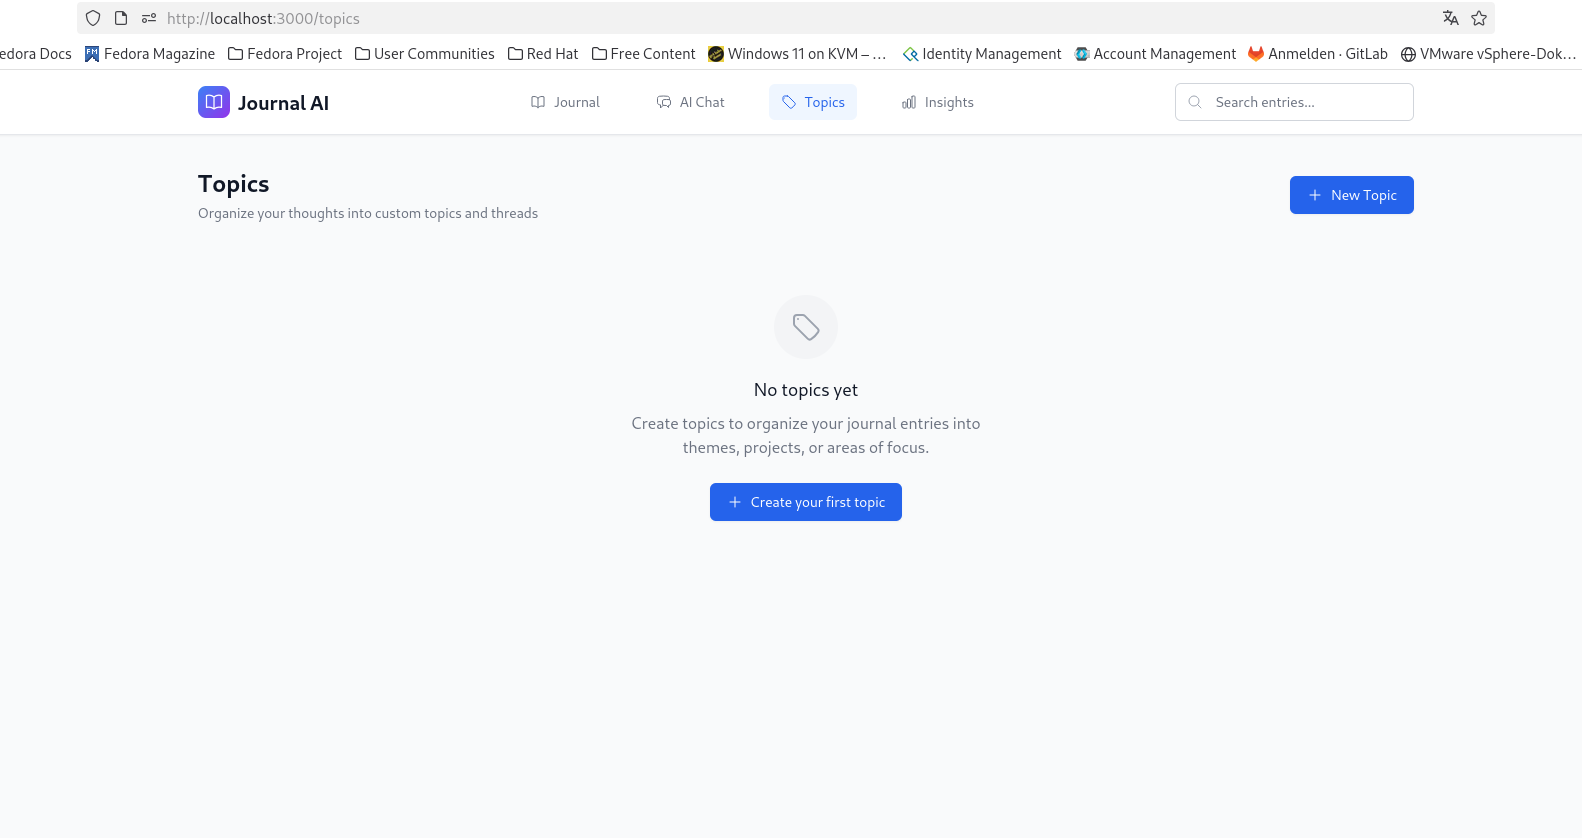 http://localhost:3000/topics
edora Docs Fedora Magazine Fedora Project User Communities Red Hat Free Content Windows 11 on KVM – … Identity Management Account Management Anmelden · GitLab VMware vSphere-Dok…
Journal AI Journal AI Chat Topics Insights Search entries...
Topics
New Topic
Organize your thoughts into custom topics and threads
No topics yet
Create topics to organize your journal entries into
themes, projects, or areas of focus.
Create your first topic